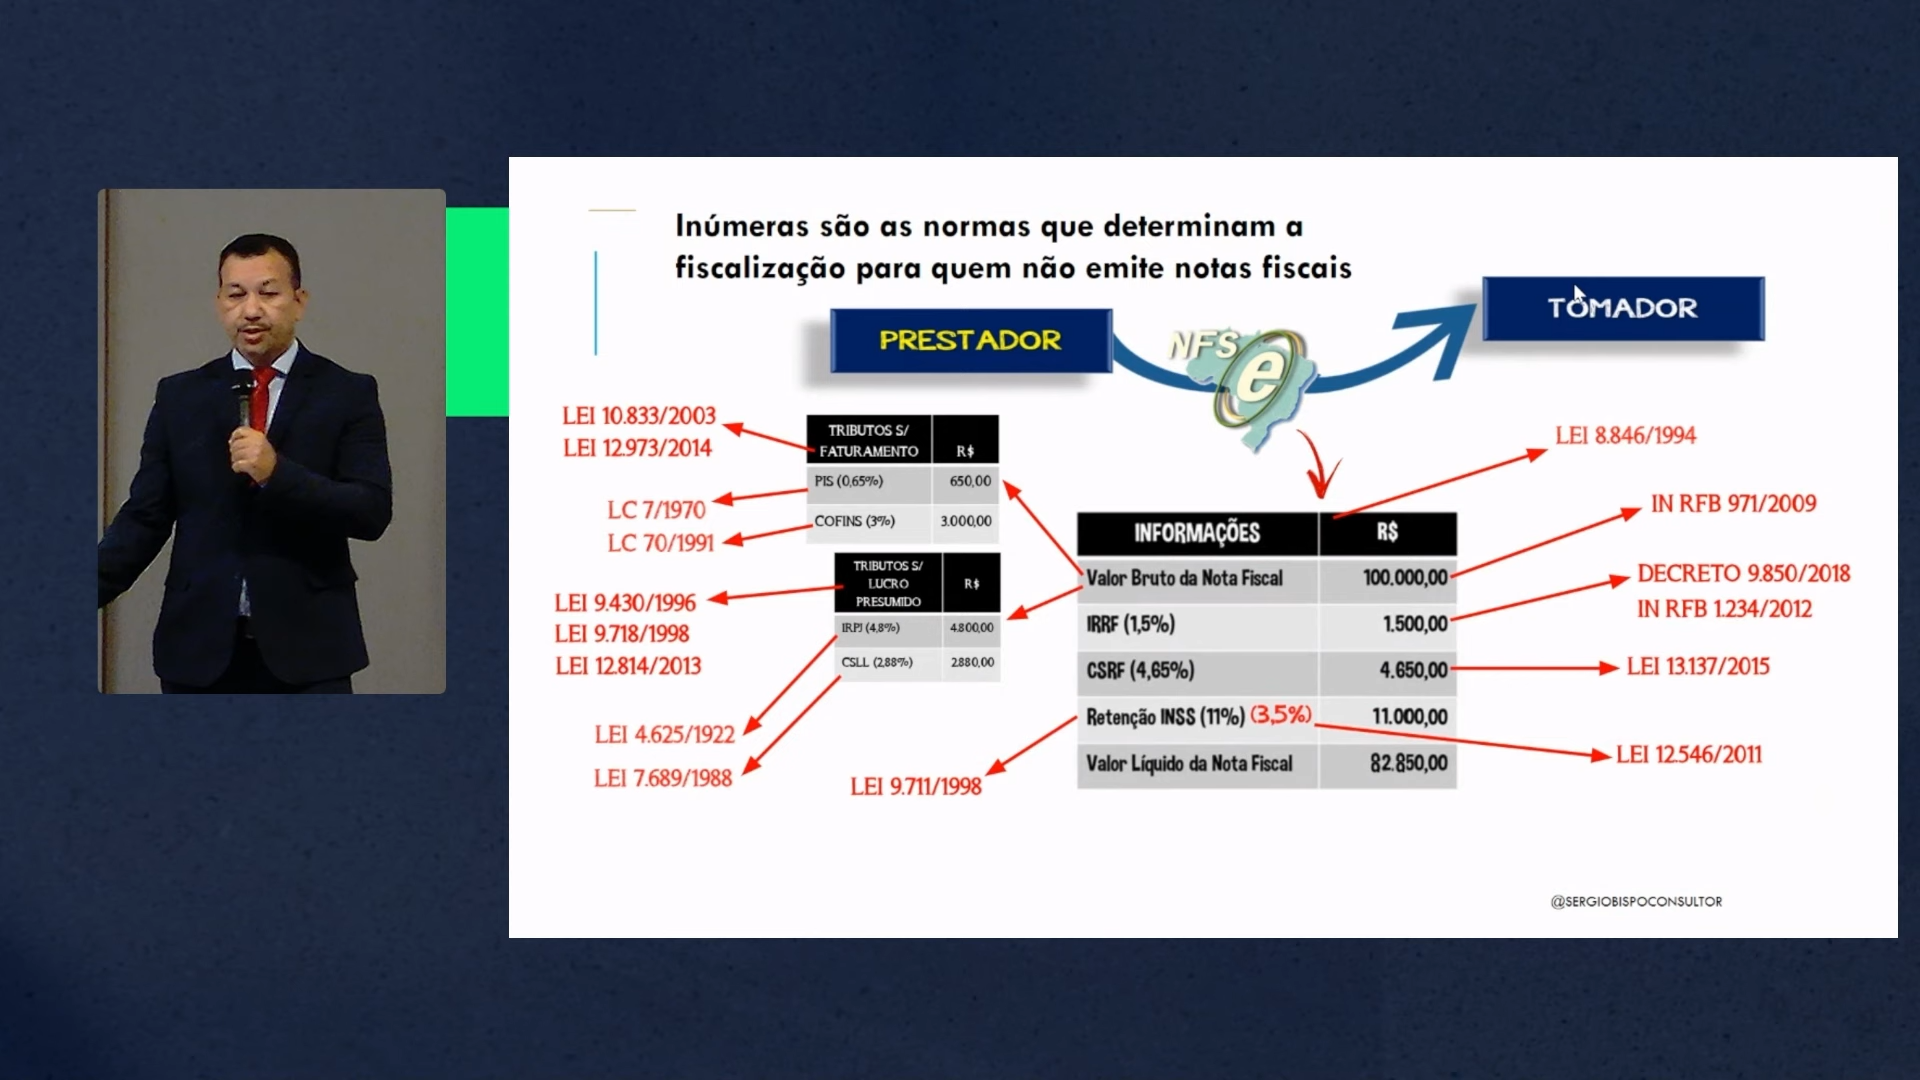 Inúmeras são as normas que determinam a
fiscalização para quem não emite notas fiscais
PRESTADOR
NFS e
TOMADOR
LEI 10.833/2003
LEI 12.973/2014
LC 7/1970
LC 70/1991
TRIBUTOS S/ FATURAMENTO R$
PIS (0,65%) 650,00
COFINS (3%) 3.000,00
LEI 9.430/1996
LEI 9.718/1998
LEI 12.814/2013
TRIBUTOS S/ LUCRO PRESUMIDO R$
IRPJ (4,8%) 4.800,00
CSLL (2,88%) 2.880,00
LEI 4.625/1922
LEI 7.689/1988
LEI 9.711/1998
INFORMAÇÕES R$
Valor Bruto da Nota Fiscal 100.000,00
IRRF (1,5%) 1.500,00
CSRF (4,65%) 4.650,00
Retenção INSS (11%) (3,5%) 11.000,00
Valor Líquido da Nota Fiscal 82.850,00
LEI 8.846/1994
IN RFB 971/2009
DECRETO 9.850/2018
IN RFB 1.234/2012
LEI 13.137/2015
LEI 12.546/2011
@SERGIOBISPOCONSULTOR